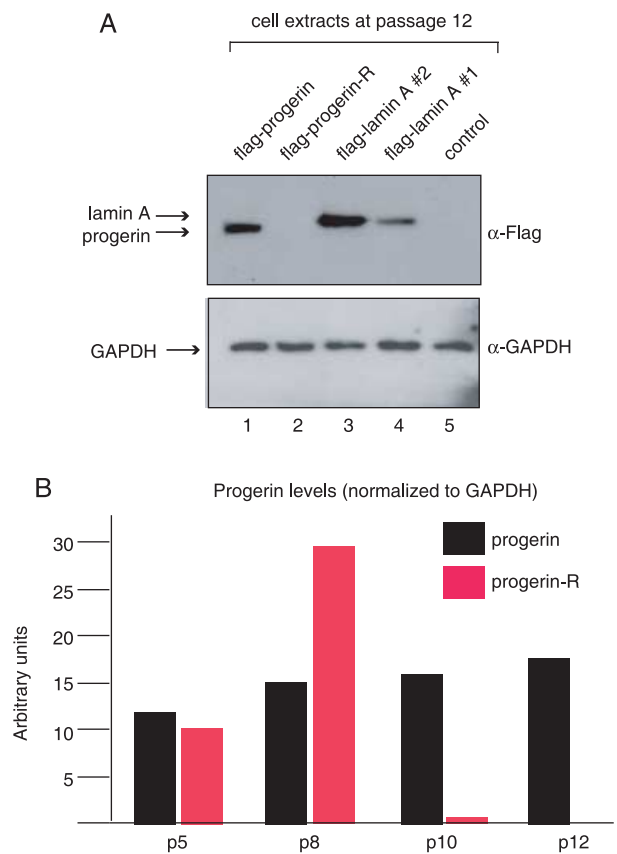 A
cell extracts at passage 12
flag-progerin
flag-progerin-R
flag-lamin A #2
flag-lamin A #1
control
lamin A
progerin
α-Flag
GAPDH
α-GAPDH
1 2 3 4 5
B
Progerin levels (normalized to GAPDH)
progerin
progerin-R
Arbitrary units
30
25
20
15
10
5
p5 p8 p10 p12